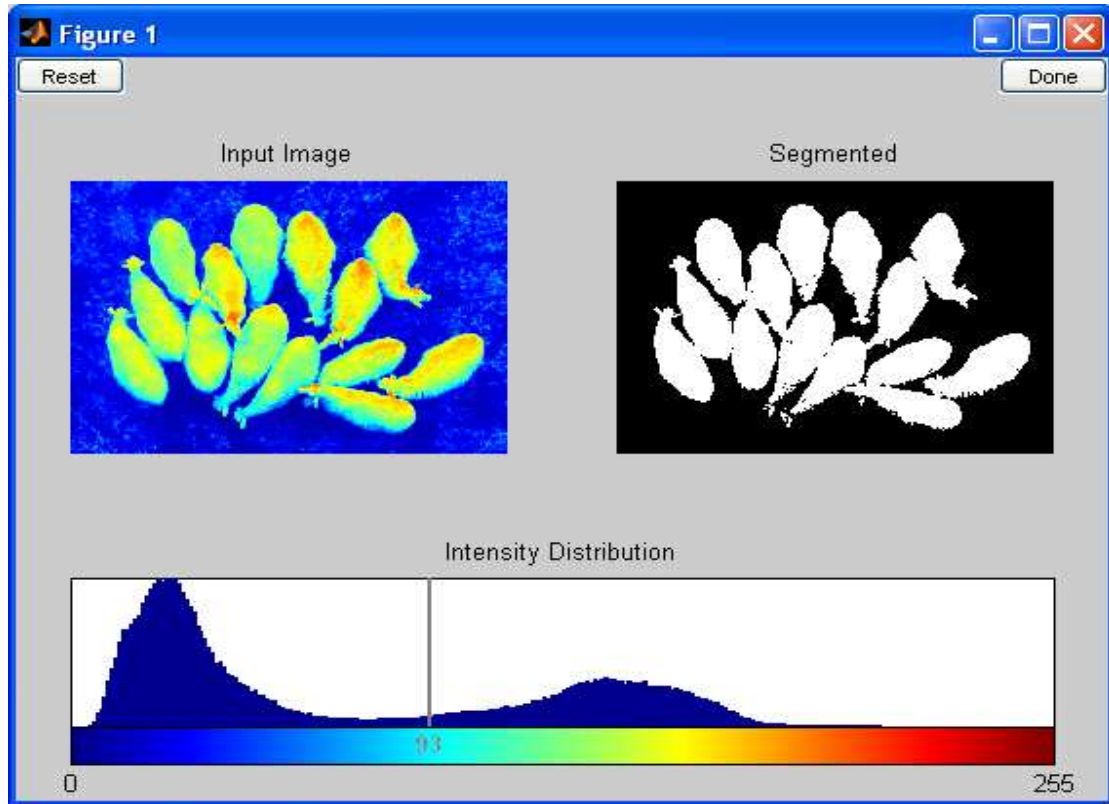 Figure 1
Reset
Done
Input Image
Segmented
Intensity Distribution
93
0
255